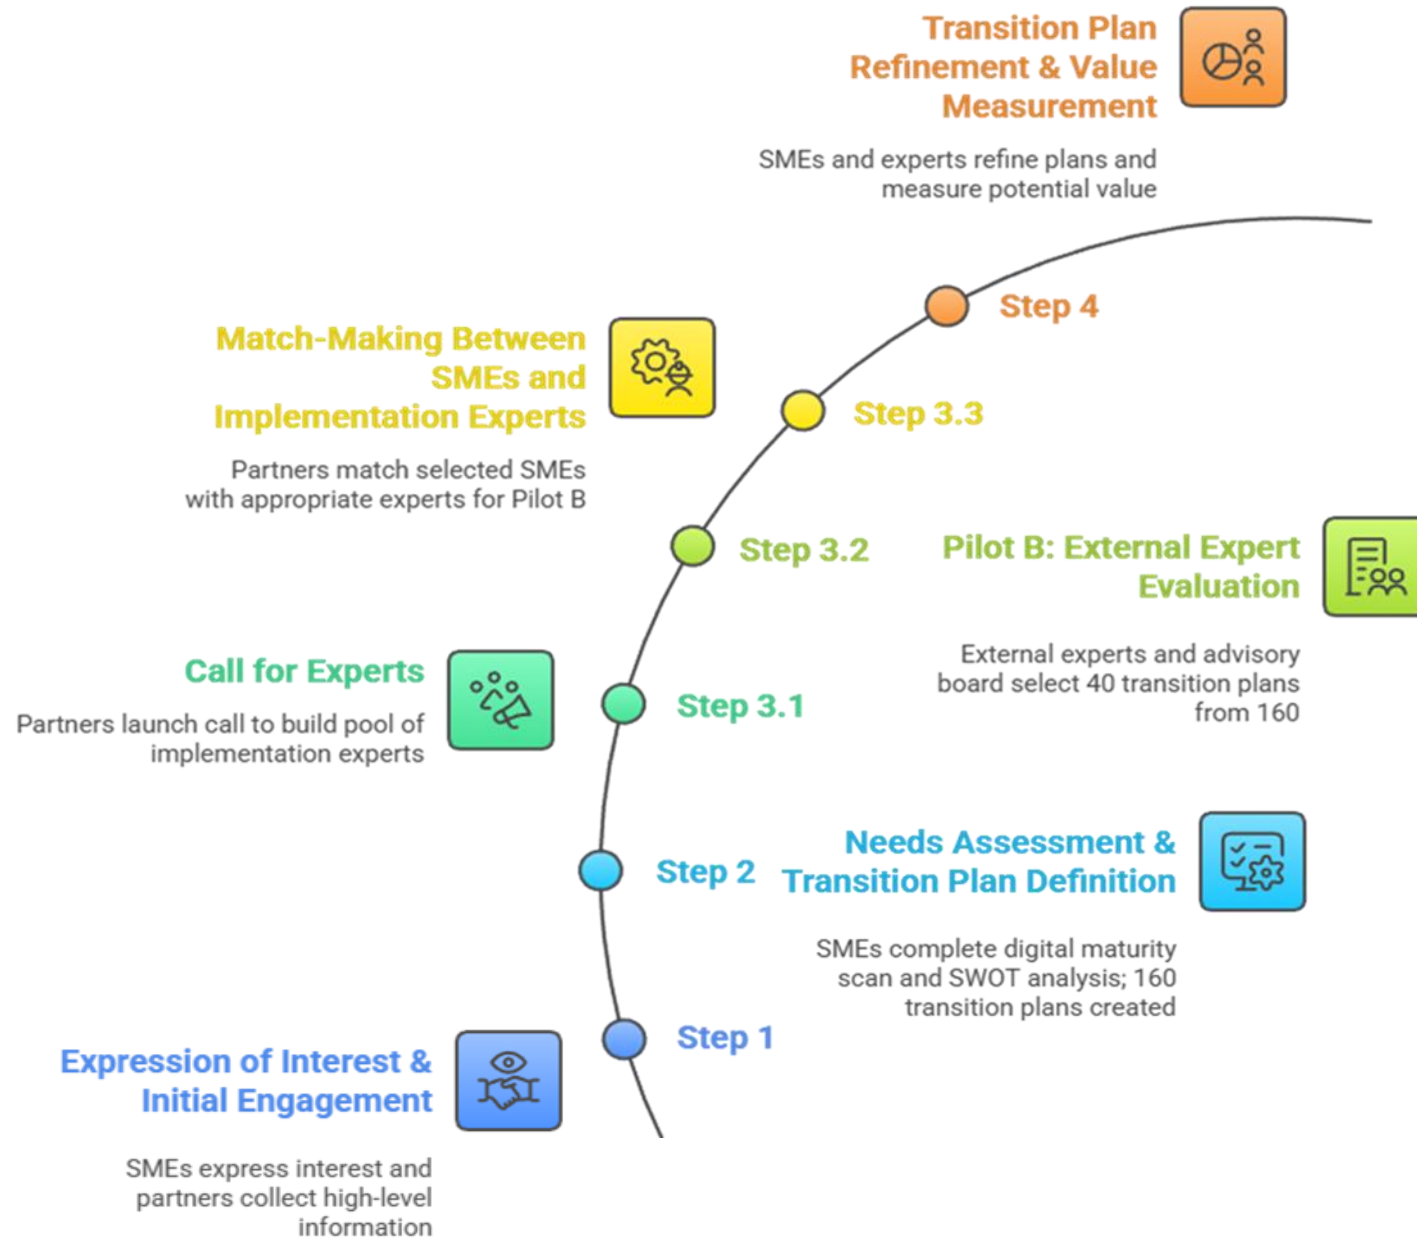 Transition Plan
Refinement & Value
Measurement
SMEs and experts refine plans and
measure potential value
Step 4
Match-Making Between
SMEs and
Implementation Experts
Partners match selected SMEs
with appropriate experts for Pilot B
Step 3.3
Step 3.2
Pilot B: External Expert
Evaluation
External experts and advisory
board select 40 transition plans
from 160
Call for Experts
Partners launch call to build pool of
implementation experts
Step 3.1
Step 2
Needs Assessment &
Transition Plan Definition
SMEs complete digital maturity
scan and SWOT analysis; 160
transition plans created
Step 1
Expression of Interest &
Initial Engagement
SMEs express interest and
partners collect high-level
information